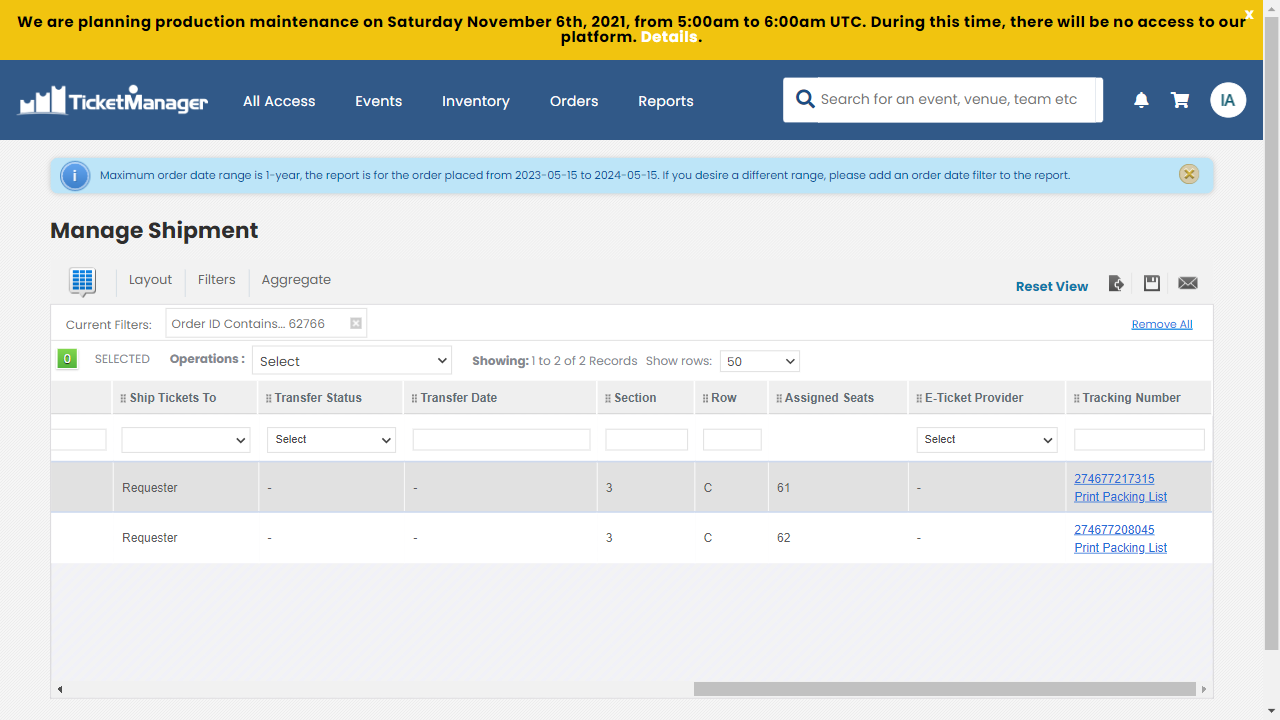 We are planning production maintenance on Saturday November 6th, 2021, from 5:00am to 6:00am UTC. During this time, there will be no access to our
platform. Details.
x
TicketManager
All Access
Events
Inventory
Orders
Reports
Search for an event, venue, team etc
IA
i
Maximum order date range is 1-year, the report is for the order placed from 2023-05-15 to 2024-05-15. If you desire a different range, please add an order date filter to the report.
Manage Shipment
Layout
Filters
Aggregate
Reset View
Current Filters:
Order ID Contains... 62766
Remove All
0
SELECTED
Operations :
Select
Showing: 1 to 2 of 2 Records
Show rows:
50
Ship Tickets To
Transfer Status
Transfer Date
Section
Row
Assigned Seats
E-Ticket Provider
Tracking Number
Select
Select
Requester
-
-
3
C
61
-
274677217315
Print Packing List
Requester
-
-
3
C
62
-
274677208045
Print Packing List